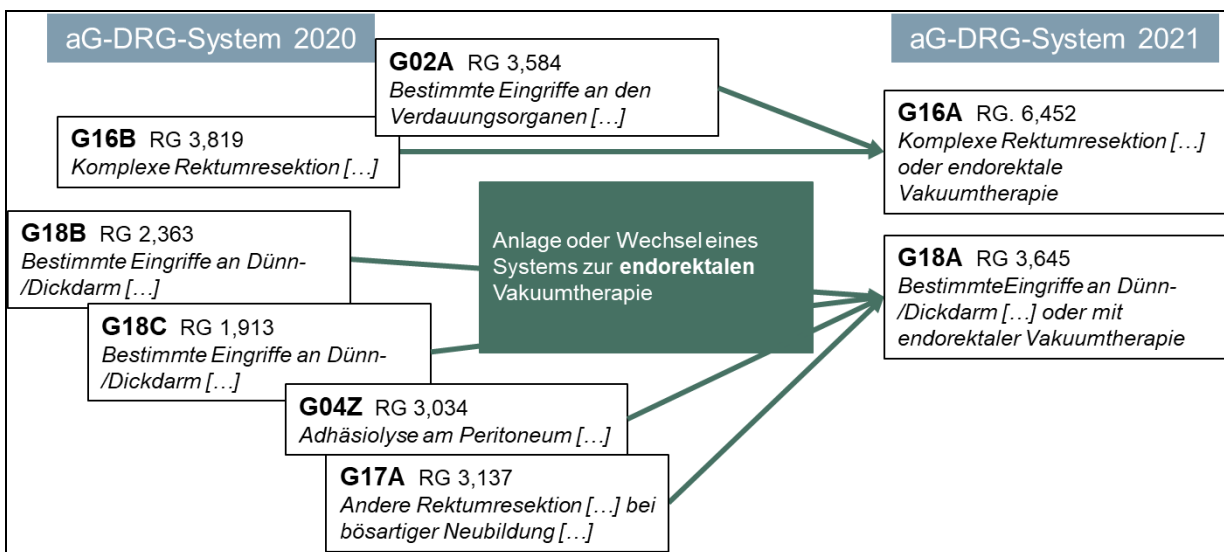 aG-DRG-System 2020
aG-DRG-System 2021
G02A RG 3,584
Bestimmte Eingriffe an den
Verdauungsorganen […]
G16B RG 3,819
Komplexe Rektumresektion […]
G16A RG. 6,452
Komplexe Rektumresektion […]
oder endorektale
Vakuumtherapie
G18B RG 2,363
Bestimmte Eingriffe an Dünn-
/Dickdarm […]
Anlage oder Wechsel eines
Systems zur endorektalen
Vakuumtherapie
G18A RG 3,645
BestimmteEingriffe an Dünn-
/Dickdarm […] oder mit
endorektaler Vakuumtherapie
G18C RG 1,913
Bestimmte Eingriffe an Dünn-
/Dickdarm […]
G04Z RG 3,034
Adhäsiolyse am Peritoneum […]
G17A RG 3,137
Andere Rektumresektion […] bei
bösartiger Neubildung […]